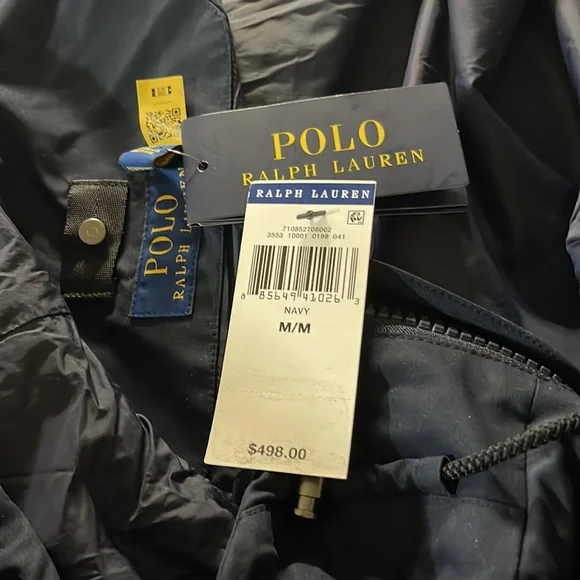 POLO
RALPH LAUREN
POLO
RALPH LAUREN
RALPH LAUREN
710852708002
3553 10001 0198 041
8 85649 41026 3
NAVY
M/M
$498.00